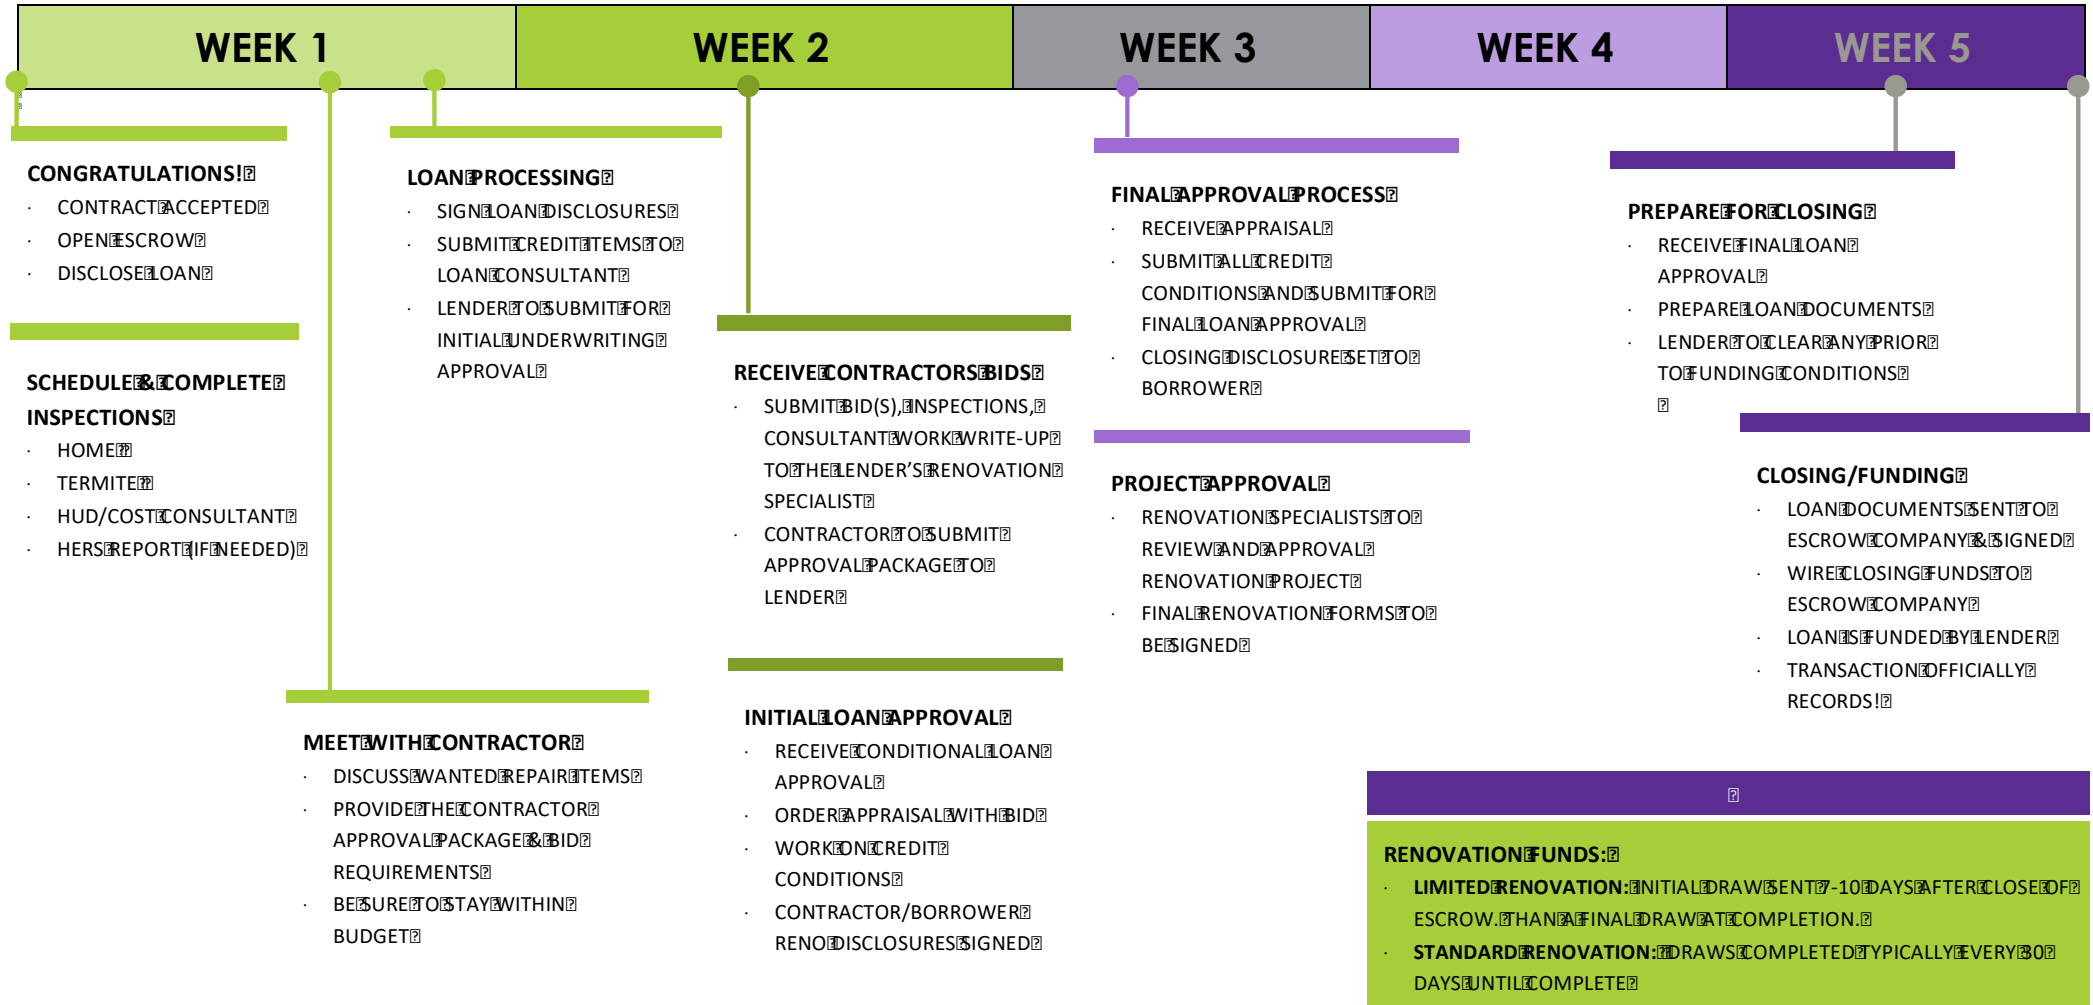 WEEK 1
WEEK 2
WEEK 3
WEEK 4
WEEK 5
CONGRATULATIONS!
· CONTRACT ACCEPTED
· OPEN ESCROW
· DISCLOSE LOAN
SCHEDULE & COMPLETE
INSPECTIONS
· HOME
· TERMITE
· HUD/COST CONSULTANT
· HERS REPORT (IF NEEDED)
MEET WITH CONTRACTOR
· DISCUSS WANTED REPAIR ITEMS
· PROVIDE THE CONTRACTOR
APPROVAL PACKAGE & BID
REQUIREMENTS
· BE SURE TO STAY WITHIN
BUDGET
LOAN PROCESSING
· SIGN LOAN DISCLOSURES
· SUBMIT CREDIT ITEMS TO
LOAN CONSULTANT
· LENDER TO SUBMIT FOR
INITIAL UNDERWRITING
APPROVAL
RECEIVE CONTRACTORS BIDS
· SUBMIT BID(S), INSPECTIONS,
CONSULTANT WORK WRITE-UP
TO THE LENDER’S RENOVATION
SPECIALIST
· CONTRACTOR TO SUBMIT
APPROVAL PACKAGE TO
LENDER
INITIAL LOAN APPROVAL
· RECEIVE CONDITIONAL LOAN
APPROVAL
· ORDER APPRAISAL WITH BID
· WORK ON CREDIT
CONDITIONS
· CONTRACTOR/BORROWER
RENO DISCLOSURES SIGNED
FINAL APPROVAL PROCESS
· RECEIVE APPRAISAL
· SUBMIT ALL CREDIT
CONDITIONS AND SUBMIT FOR
FINAL LOAN APPROVAL
· CLOSING DISCLOSURE SET TO
BORROWER
PROJECT APPROVAL
· RENOVATION SPECIALISTS TO
REVIEW AND APPROVAL
RENOVATION PROJECT
· FINAL RENOVATION FORMS TO
BE SIGNED
PREPARE FOR CLOSING
· RECEIVE FINAL LOAN
APPROVAL
· PREPARE LOAN DOCUMENTS
· LENDER TO CLEAR ANY PRIOR
TO FUNDING CONDITIONS
CLOSING/FUNDING
· LOAN DOCUMENTS SENT TO
ESCROW COMPANY & SIGNED
· WIRE CLOSING FUNDS TO
ESCROW COMPANY
· LOAN IS FUNDED BY LENDER
· TRANSACTION OFFICIALLY
RECORDS!
RENOVATION FUNDS:
· LIMITED RENOVATION: INITIAL DRAW SENT 7-10 DAYS AFTER CLOSE OF
ESCROW. THAN A FINAL DRAW AT COMPLETION.
· STANDARD RENOVATION: DRAWS COMPLETED TYPICALLY EVERY 30
DAYS UNTIL COMPLETE